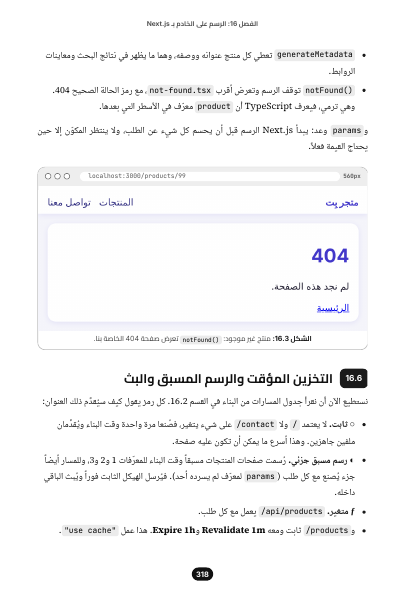 الفصل 16: الرسم على الخادم بـ Next.js
• generateMetadata تعطي كل منتج عنوانه ووصفه، وهما ما يظهر في نتائج البحث ومعاينات
الروابط.
• notFound() توقف الرسم وتعرض أقرب not-found.tsx، مع رمز الحالة الصحيح 404.
وهي ترمي، فيعرف TypeScript أن product معرّف في الأسطر التي بعدها.
و params وعد: يبدأ Next.js الرسم قبل أن يحسم كل شيء عن الطلب، ولا ينتظر المكوّن إلا حين
يحتاج القيمة فعلاً.
localhost:3000/products/99 560px
متجر بِت المنتجات تواصل معنا
404
لم نجد هذه الصفحة.
الرئيسية
الشكل 16.3: منتج غير موجود: notFound() تعرض صفحة 404 الخاصة بنا.
16.6 التخزين المؤقت والرسم المسبق والبث
نستطيع الآن أن نقرأ جدول المسارات من البناء في القسم 16.2. كل رمز يقول كيف سيُقدَّم ذلك العنوان:
• ○ ثابت. لا يعتمد / ولا /contact على شيء يتغير، فصُنعا مرة واحدة وقت البناء ويُقدَّمان
ملفين جاهزين. وهذا أسرع ما يمكن أن تكون عليه صفحة.
• ◐ رسم مسبق جزئي. رُسمت صفحات المنتجات مسبقاً وقت البناء للمعرّفات 1 و2 و3، وللمسار أيضاً
جزء يُصنع مع كل طلب (params لمعرّف لم يسرده أحد). فيُرسل الهيكل الثابت فوراً ويُبَث الباقي
داخله.
• ƒ متغير. /api/products يعمل مع كل طلب.
• و /products ثابت ومعه Revalidate 1m وExpire 1h. هذا عمل "use cache".
318